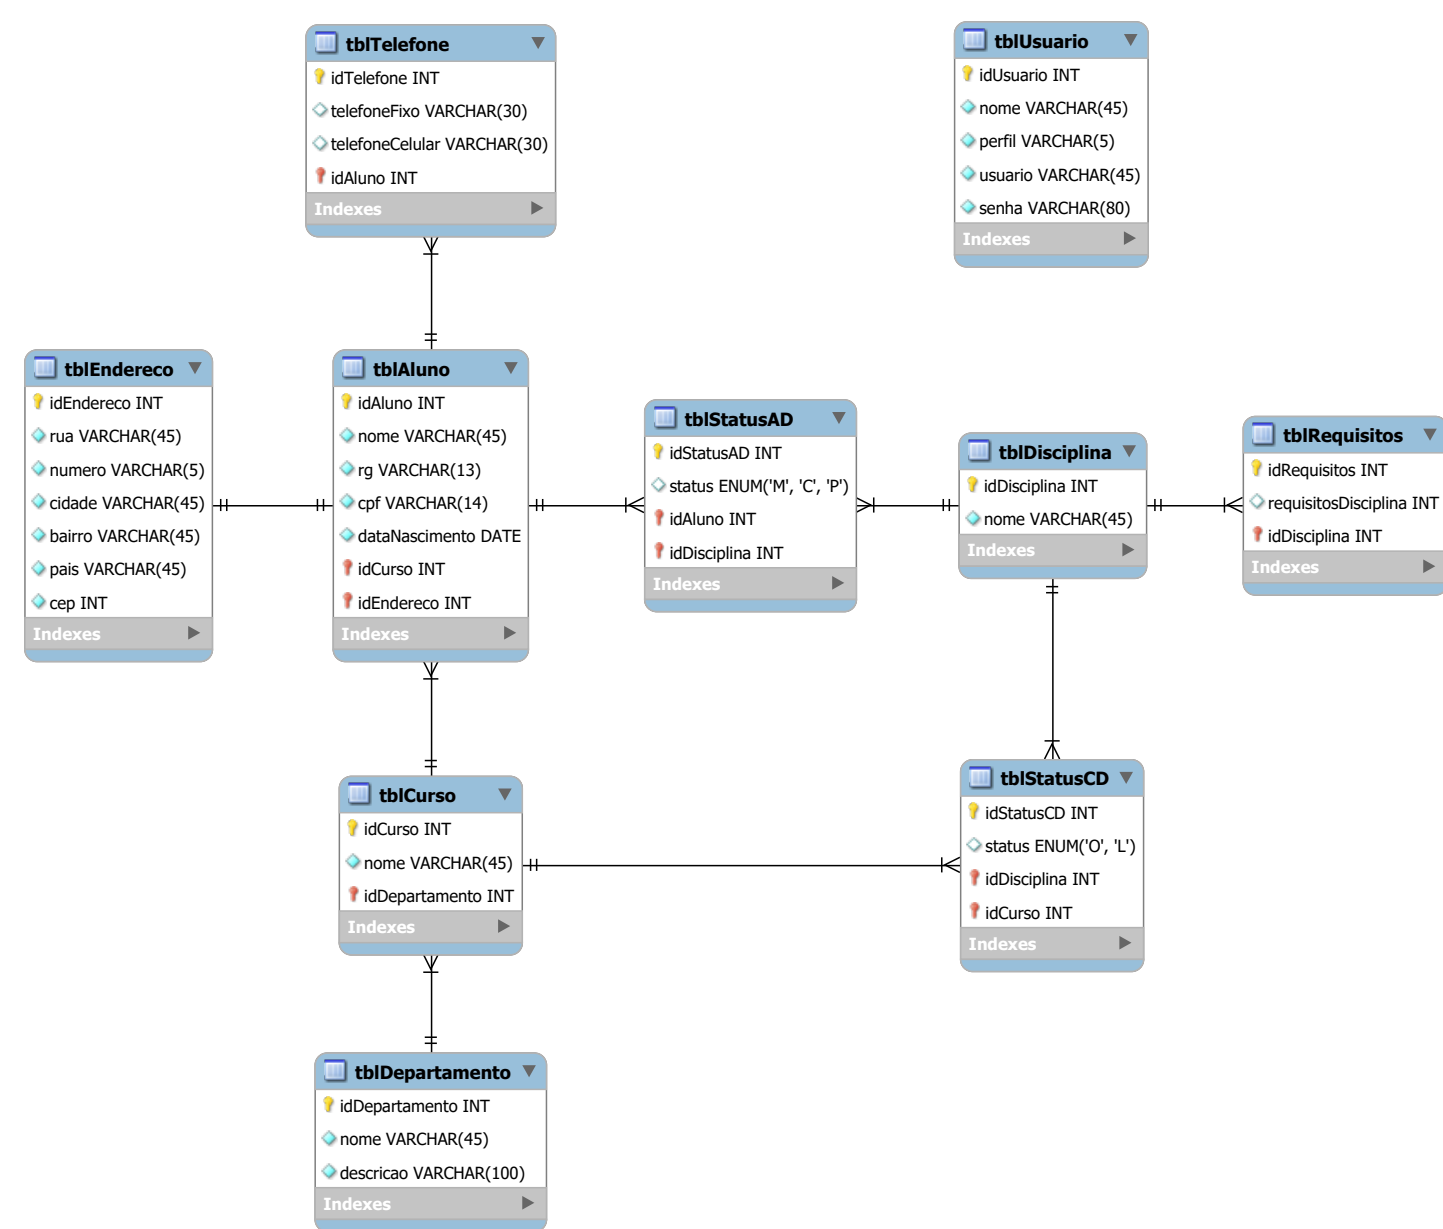 tblTelefone
idTelefone INT
telefoneFixo VARCHAR(30)
telefoneCelular VARCHAR(30)
idAluno INT
Indexes
tblUsuario
idUsuario INT
nome VARCHAR(45)
perfil VARCHAR(5)
usuario VARCHAR(45)
senha VARCHAR(80)
Indexes
tblEndereco
idEndereco INT
rua VARCHAR(45)
numero VARCHAR(5)
cidade VARCHAR(45)
bairro VARCHAR(45)
pais VARCHAR(45)
cep INT
Indexes
tblAluno
idAluno INT
nome VARCHAR(45)
rg VARCHAR(13)
cpf VARCHAR(14)
dataNascimento DATE
idCurso INT
idEndereco INT
Indexes
tblStatusAD
idStatusAD INT
status ENUM('M', 'C', 'P')
idAluno INT
idDisciplina INT
Indexes
tblDisciplina
idDisciplina INT
nome VARCHAR(45)
Indexes
tblRequisitos
idRequisitos INT
requisitosDisciplina INT
idDisciplina INT
Indexes
tblCurso
idCurso INT
nome VARCHAR(45)
idDepartamento INT
Indexes
tblStatusCD
idStatusCD INT
status ENUM('O', 'L')
idDisciplina INT
idCurso INT
Indexes
tblDepartamento
idDepartamento INT
nome VARCHAR(45)
descricao VARCHAR(100)
Indexes